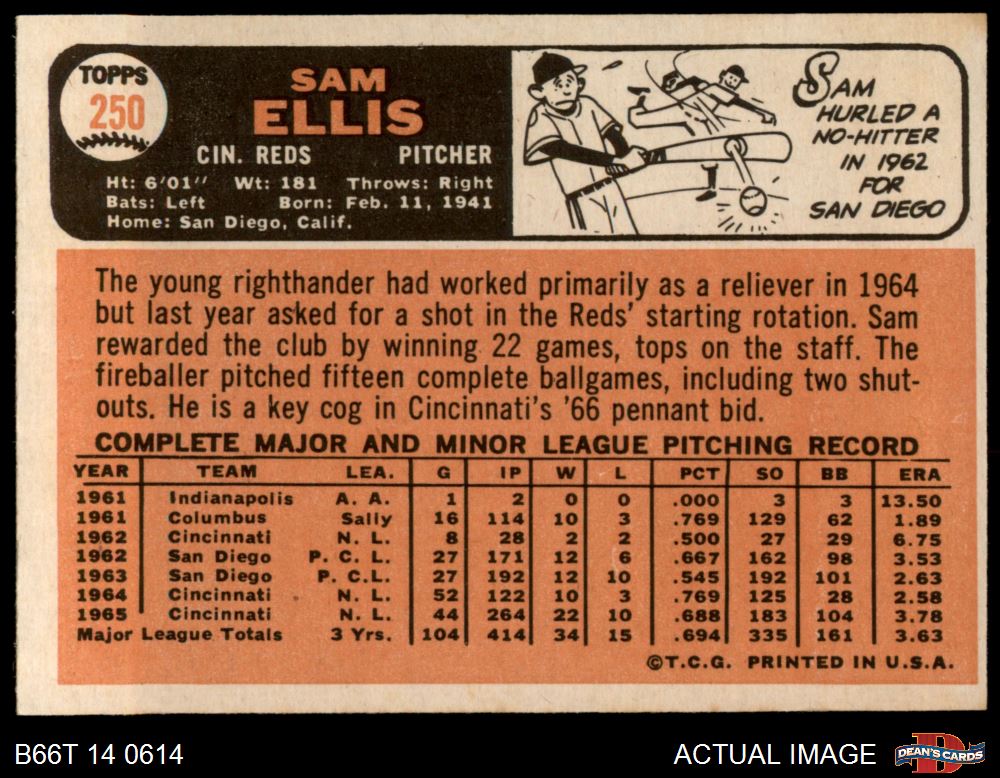 TOPPS
250
SAM
ELLIS
CIN. REDS PITCHER
Ht: 6'01" Wt: 181 Throws: Right
Bats: Left Born: Feb. 11, 1941
Home: San Diego, Calif.
SAM
HURLED A
NO-HITTER
IN 1962
FOR
SAN DIEGO
The young righthander had worked primarily as a reliever in 1964
but last year asked for a shot in the Reds' starting rotation. Sam
rewarded the club by winning 22 games, tops on the staff. The
fireballer pitched fifteen complete ballgames, including two shut-
outs. He is a key cog in Cincinnati's '66 pennant bid.
COMPLETE MAJOR AND MINOR LEAGUE PITCHING RECORD
YEAR TEAM LEA. G IP W L PCT SO BB ERA
1961 Indianapolis A. A. 1 2 0 0 .000 3 3 13.50
1961 Columbus Sally 16 114 10 3 .769 129 62 1.89
1962 Cincinnati N. L. 8 28 2 2 .500 27 29 6.75
1962 San Diego P. C. L. 27 171 12 6 .667 162 98 3.53
1963 San Diego P. C.L. 27 192 12 10 .545 192 101 2.63
1964 Cincinnati N. L. 52 122 10 3 .769 125 28 2.58
1965 Cincinnati N. L. 44 264 22 10 .688 183 104 3.78
Major League Totals 3 Yrs. 104 414 34 15 .694 335 161 3.63
©T.C.G. PRINTED IN U.S.A.
B66T 14 0614 ACTUAL IMAGE DEAN'S CARDS